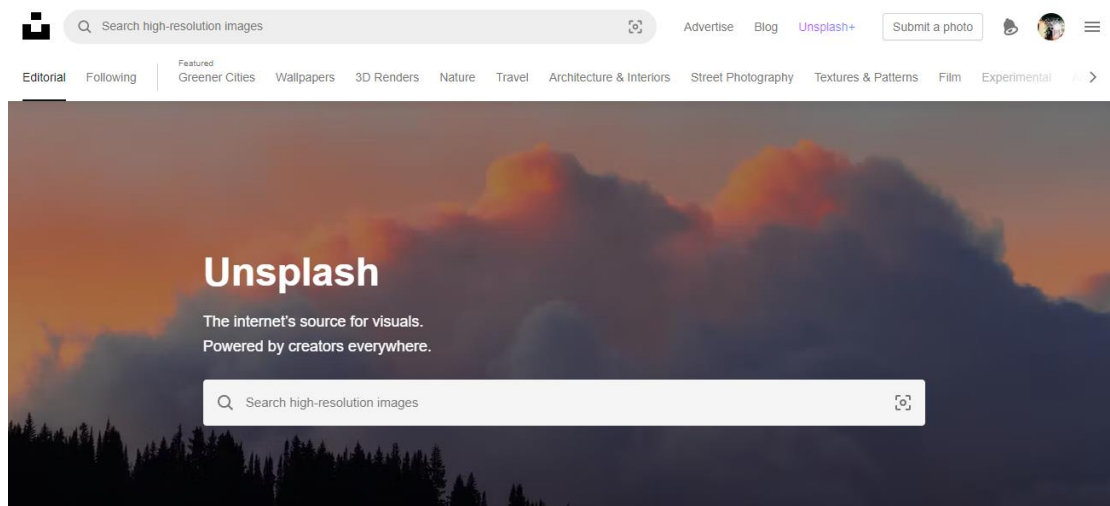 Search high-resolution images
Advertise Blog Unsplash+ Submit a photo
Featured
Editorial Following Greener Cities Wallpapers 3D Renders Nature Travel Architecture & Interiors Street Photography Textures & Patterns Film Experimental
Unsplash
The internet's source for visuals.
Powered by creators everywhere.
Search high-resolution images